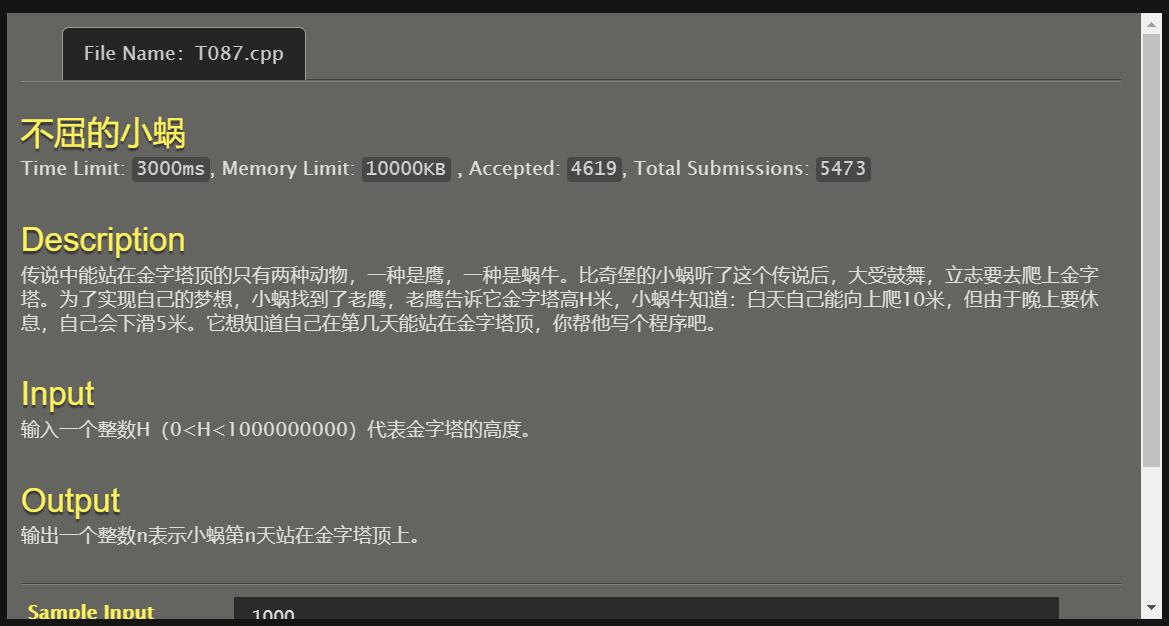 File Name：T087.cpp
不屈的小蜗
Time Limit: 3000ms, Memory Limit: 10000KB , Accepted: 4619, Total Submissions: 5473
Description
传说中能站在金字塔顶的只有两种动物，一种是鹰，一种是蜗牛。比奇堡的小蜗听了这个传说后，大受鼓舞，立志要去爬上金字
塔。为了实现自己的梦想，小蜗找到了老鹰，老鹰告诉它金字塔高H米，小蜗牛知道：白天自己能向上爬10米，但由于晚上要休
息，自己会下滑5米。它想知道自己在第几天能站在金字塔顶，你帮他写个程序吧。
Input
输入一个整数H（0<H<1000000000）代表金字塔的高度。
Output
输出一个整数n表示小蜗第n天站在金字塔顶上。
Sample Input 1000